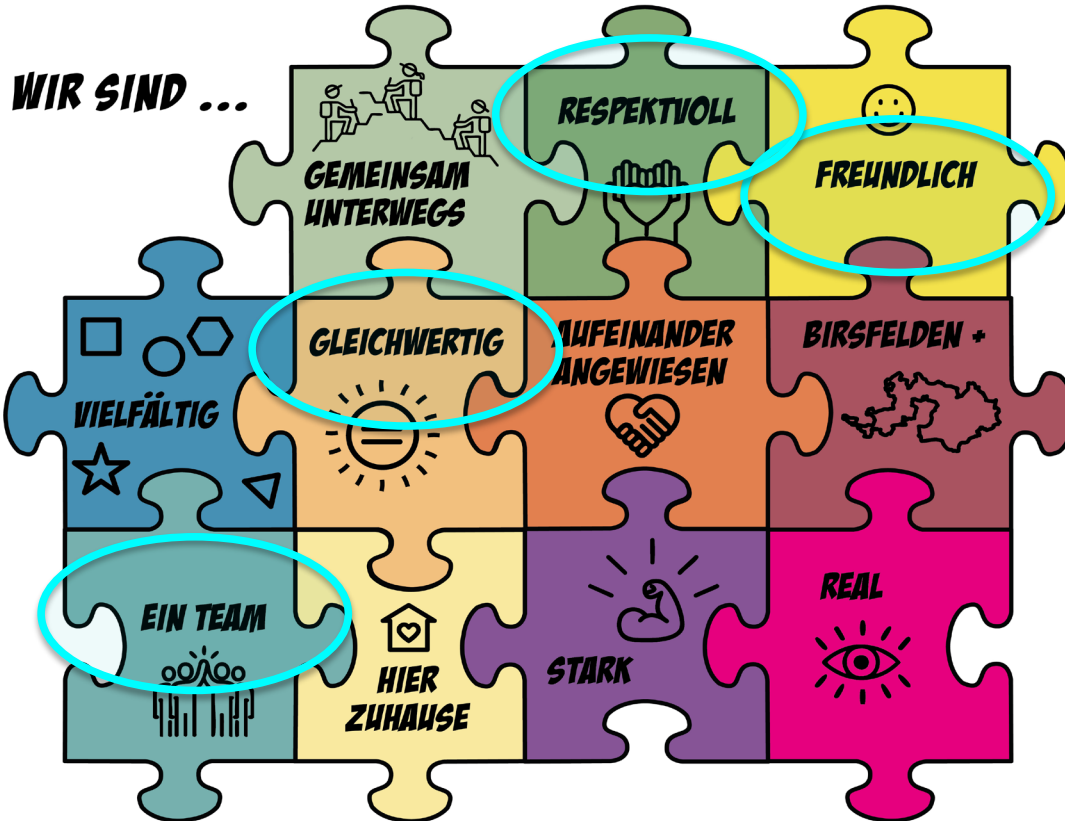 WIR SIND ...
GEMEINSAM
UNTERWEGS
RESPEKTVOLL
FREUNDLICH
VIELFÄLTIG
GLEICHWERTIG
AUFEINANDER
ANGEWIESEN
BIRSFELDEN +
EIN TEAM
HIER
ZUHAUSE
STARK
REAL